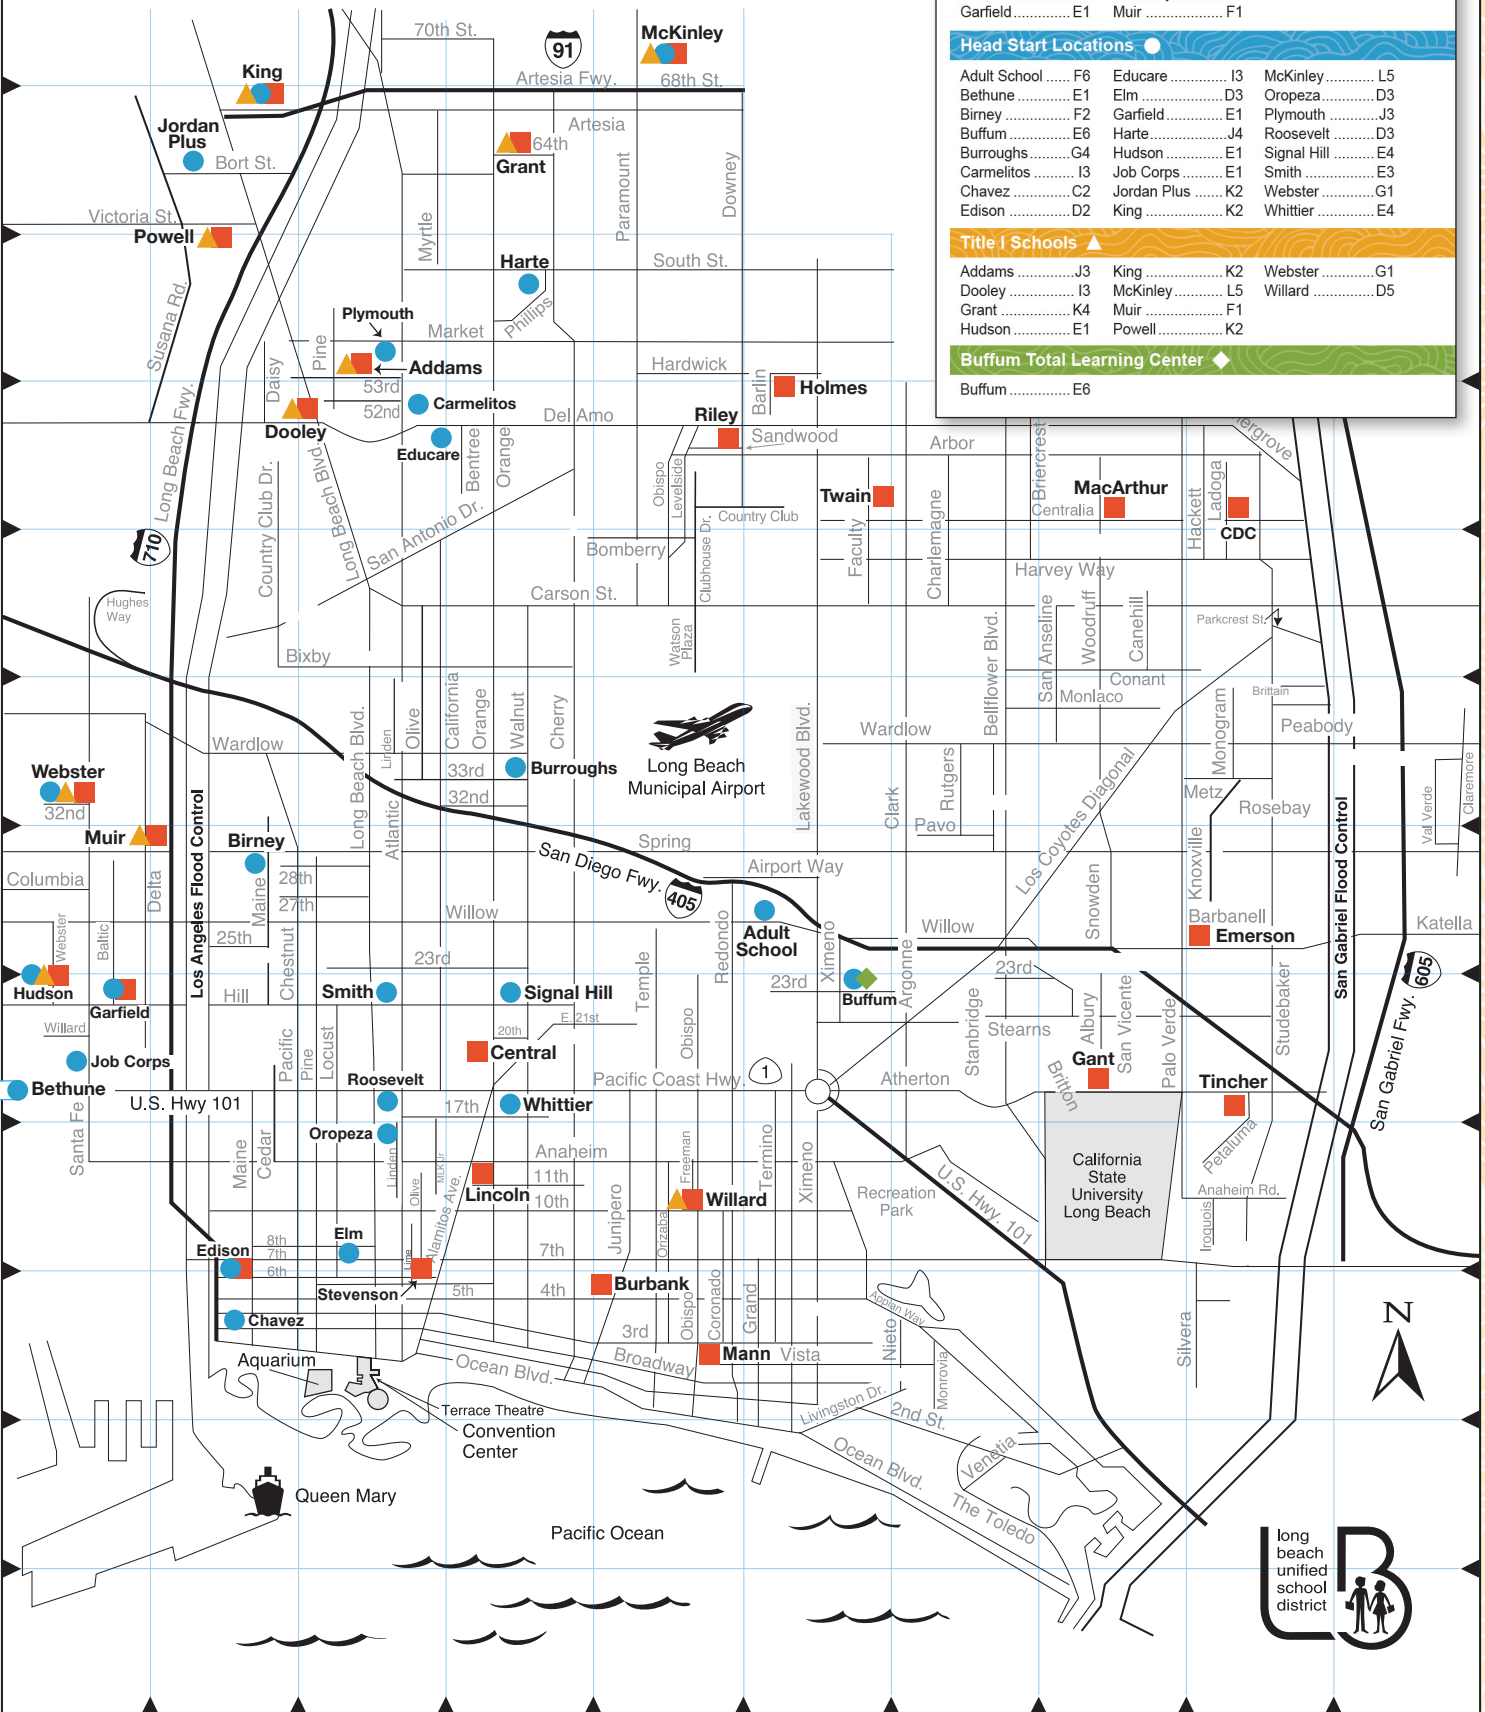 Garfield .............. E1 Muir .................. F1
Head Start Locations
Adult School ...... F6 Educare .............. I3 McKinley ............ L5
Bethune .............. E1 Elm ..................... D3 Oropeza ............. D3
Birney ................. F2 Garfield .............. E1 Plymouth ............ J3
Buffum ................ E6 Harte ................... J4 Roosevelt ........... D3
Burroughs .......... G4 Hudson ............... E1 Signal Hill ........... E4
Carmelitos .......... I3 Job Corps ........... E1 Smith .................. E3
Chavez ............... C2 Jordan Plus ........ K2 Webster .............. G1
Edison ................ D2 King .................... K2 Whittier ............... E4
Title I Schools
Addams .............. J3 King .................... K2 Webster .............. G1
Dooley ................ I3 McKinley ............. L5 Willard ................ D5
Grant .................. K4 Muir .................... F1
Hudson ............... E1 Powell ................. K2
Buffum Total Learning Center
Buffum ................ E6
70th St.
91
McKinley
King
Artesia Fwy.
68th St.
Jordan
Plus
Artesia
64th
Bort St.
Grant
Paramount
Downey
Myrtle
Victoria St.
Powell
Harte
South St.
Susana Rd.
Phillips
Plymouth
Market
Pine
Daisy
Addams
Hardwick
53rd
Barlin
Holmes
Long Beach Fwy.
52nd
Carmelitos
Del Amo
Riley
Dooley
Sandwood
Arbor
Educare
Bentree
Orange
Briercrest
Country Club Dr.
Long Beach Blvd.
Obispo
Levelside
Twain
MacArthur
Centralia
Hackett
Ladoga
CDC
San Antonio Dr.
Country Club
Clubhouse Dr.
Faculty
Charlemagne
710
Bomberry
Harvey Way
Carson St.
Hughes
Way
Watson
Plaza
Bellflower Blvd.
San Anseline
Woodruff
Canehill
Parkcrest St.
Bixby
Conant
Monlaco
Brittain
Linden
Olive
California
Orange
Walnut
Cherry
Long Beach Blvd.
Lakewood Blvd.
Wardlow
Monogram
Peabody
Wardlow
Long Beach
Municipal Airport
Webster
33rd
Burroughs
32nd
32nd
Rutgers
Clark
Los Coyotes Diagonal
Metz
Rosebay
Val Verde
Claremore
Muir
Birney
Atlantic
Spring
Pavo
San Diego Fwy.
405
Airport Way
Columbia
Delta
28th
27th
Maine
Los Angeles Flood Control
San Gabriel Flood Control
Knoxville
Snowden
Webster
Baltic
25th
Chestnut
Willow
Redondo
Adult
School
Ximeno
Willow
Barbanell
Emerson
Katella
Argonne
Hudson
Garfield
23rd
Temple
23rd
Buffum
23rd
605
Hill
Smith
Signal Hill
Willard
E. 21st
20th
Obispo
Stanbridge
Stearns
Albury
San Vicente
Palo Verde
Studebaker
Job Corps
Pacific
Pine
Locust
Central
Gant
Bethune
Roosevelt
Pacific Coast Hwy.
1
Atherton
Britton
Tincher
San Gabriel Fwy.
U.S. Hwy 101
17th
Whittier
Santa Fe
Oropeza
Maine
Cedar
Linden
Olive
MLK Jr
Anaheim
Freeman
Termino
Ximeno
Petaluma
11th
Lincoln
10th
Alamitos Ave.
Junipero
Willard
Orizaba
Recreation
Park
U.S. Hwy. 101
California
State
University
Long Beach
Anaheim Rd.
Iroquois
Edison
8th
7th
6th
Elm
Lime
7th
Stevenson
5th
4th
Burbank
Obispo
Coronado
Grand
Appian Way
Chavez
3rd
Nieto
Silvera
N
Aquarium
Broadway
Mann
Vista
Ocean Blvd.
Monrovia
Terrace Theatre
Convention
Center
Livingston Dr.
2nd St.
Ocean Blvd.
Venetia
The Toledo
Queen Mary
Pacific Ocean
long
beach
unified
school
district